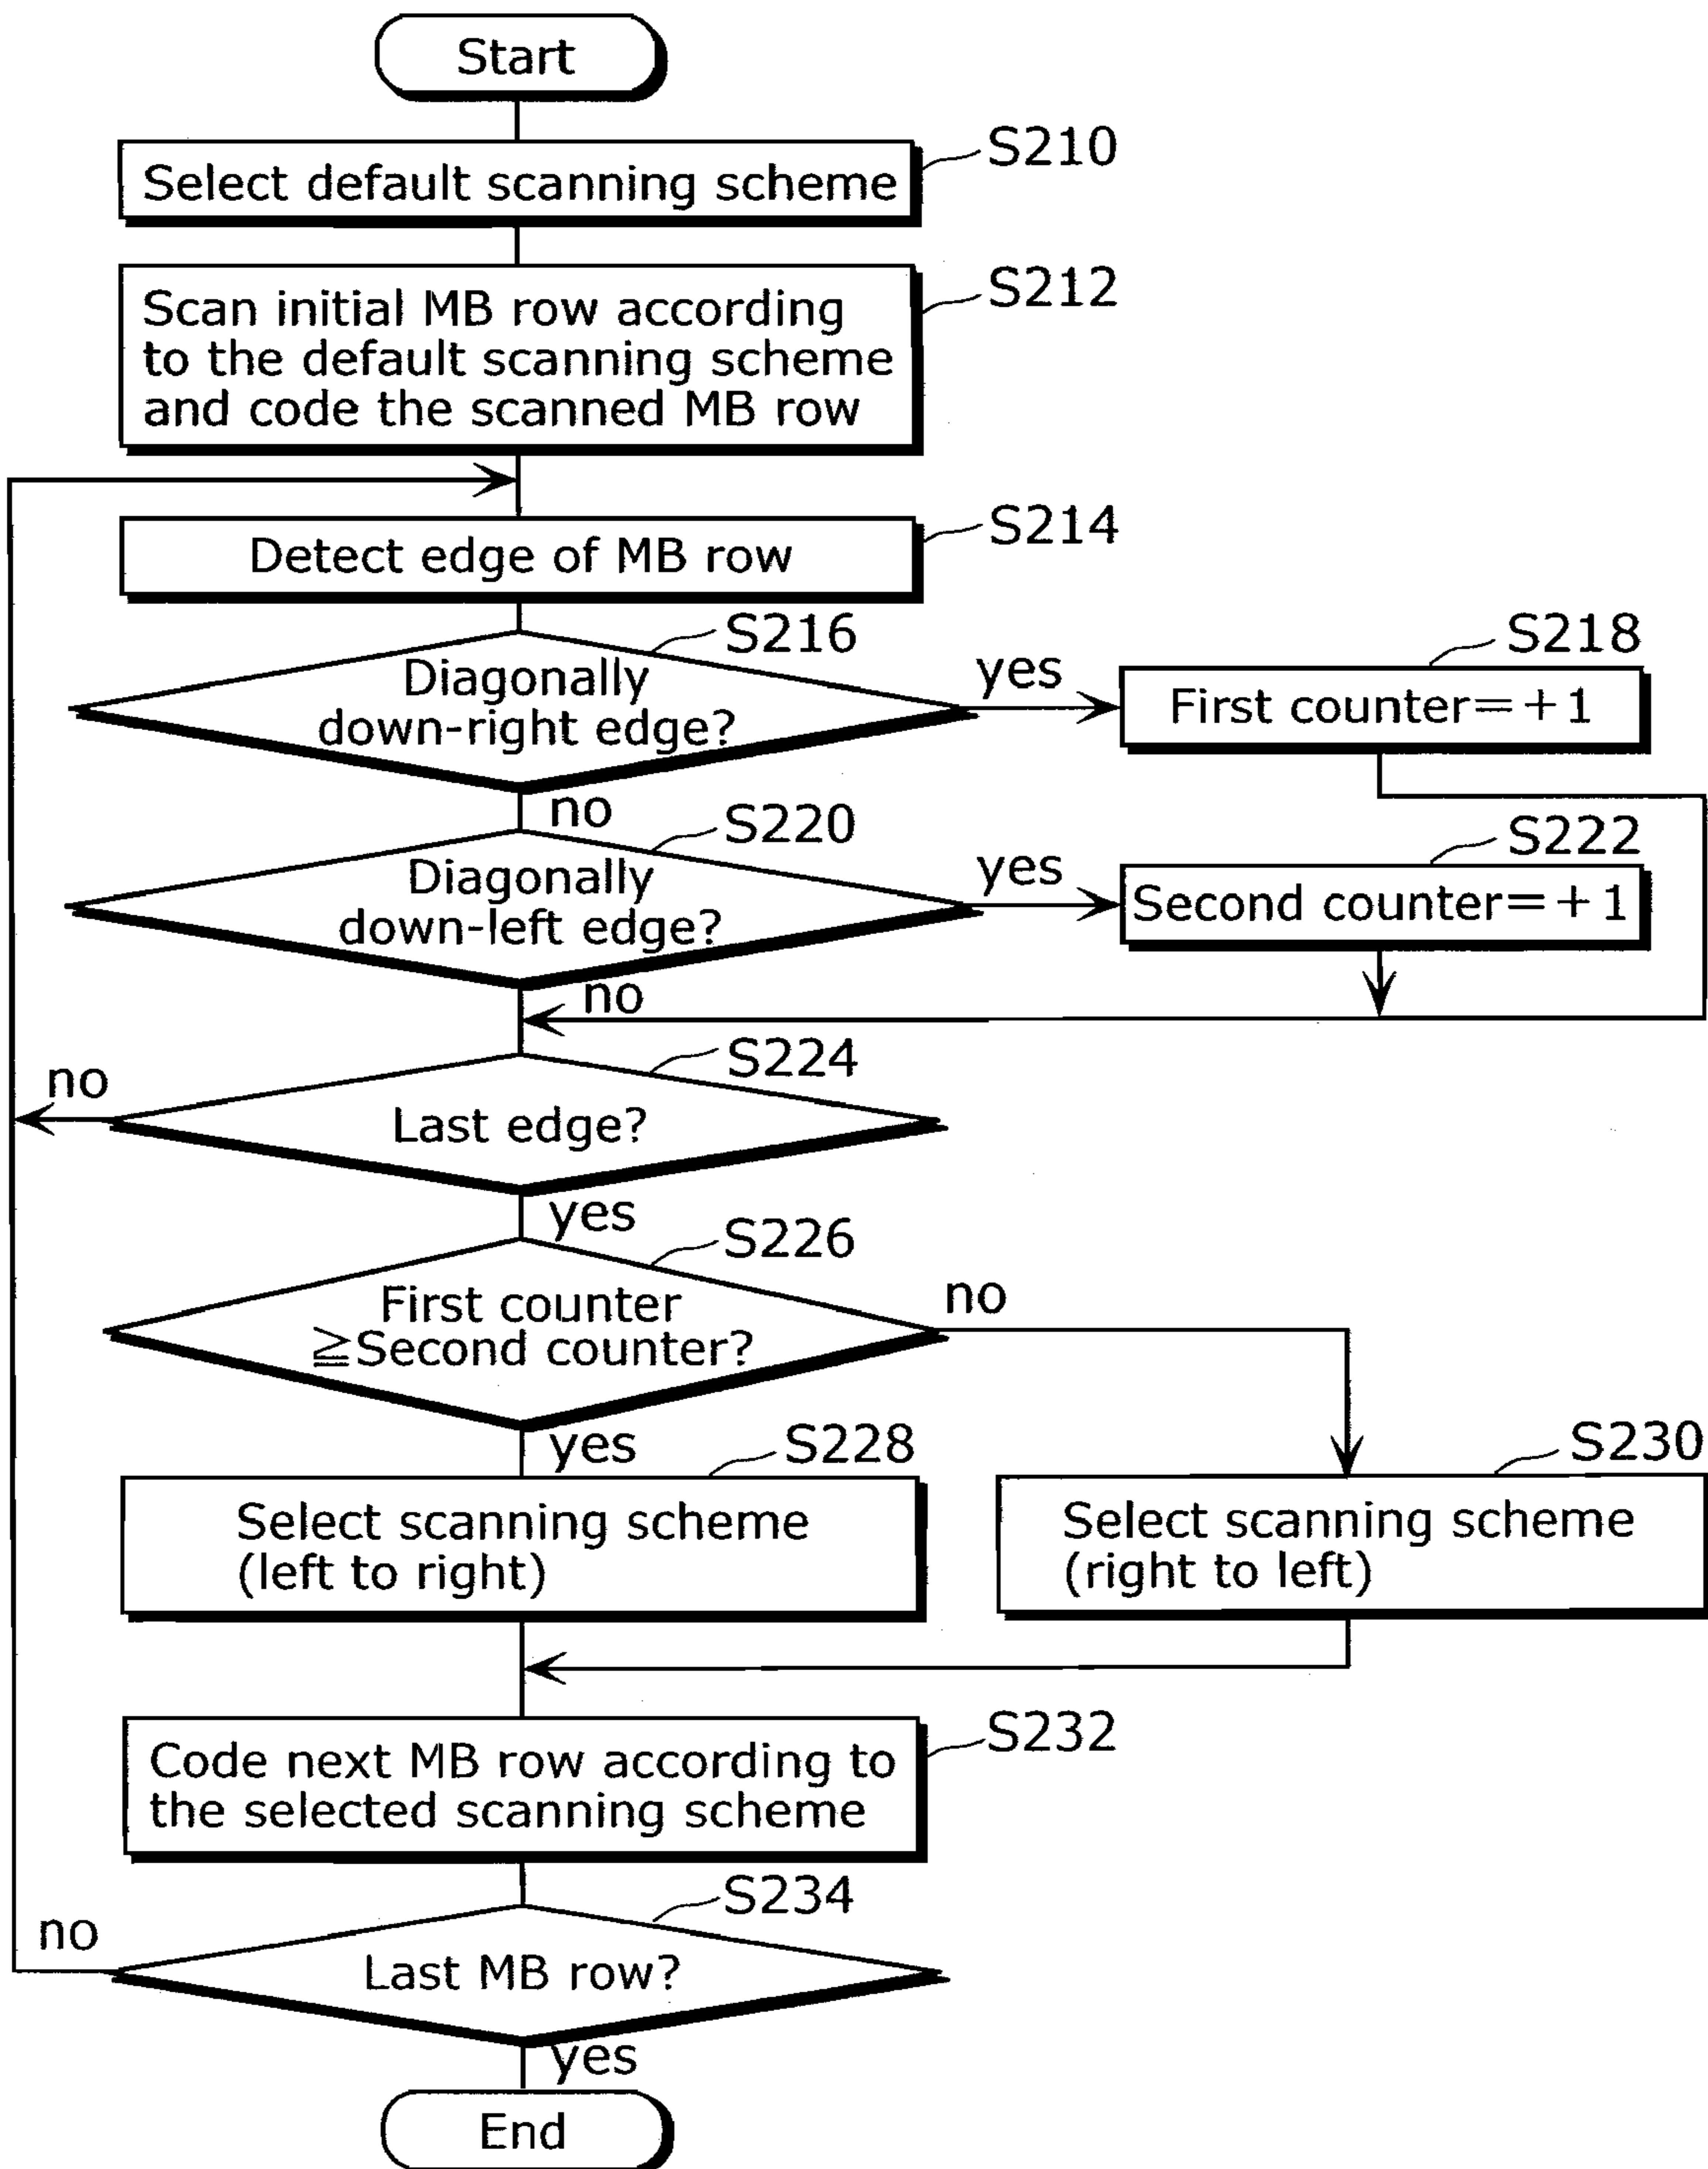 Start
S210
Select default scanning scheme
S212
Scan initial MB row according
to the default scanning scheme
and code the scanned MB row
S214
Detect edge of MB row
S216
Diagonally
down-right edge?
yes
S218
First counter=+1
no
S220
Diagonally
down-left edge?
yes
S222
Second counter=+1
no
S224
Last edge?
no
yes
S226
First counter
≧Second counter?
no
yes
S228
Select scanning scheme
(left to right)
S230
Select scanning scheme
(right to left)
S232
Code next MB row according to
the selected scanning scheme
S234
Last MB row?
no
yes
End